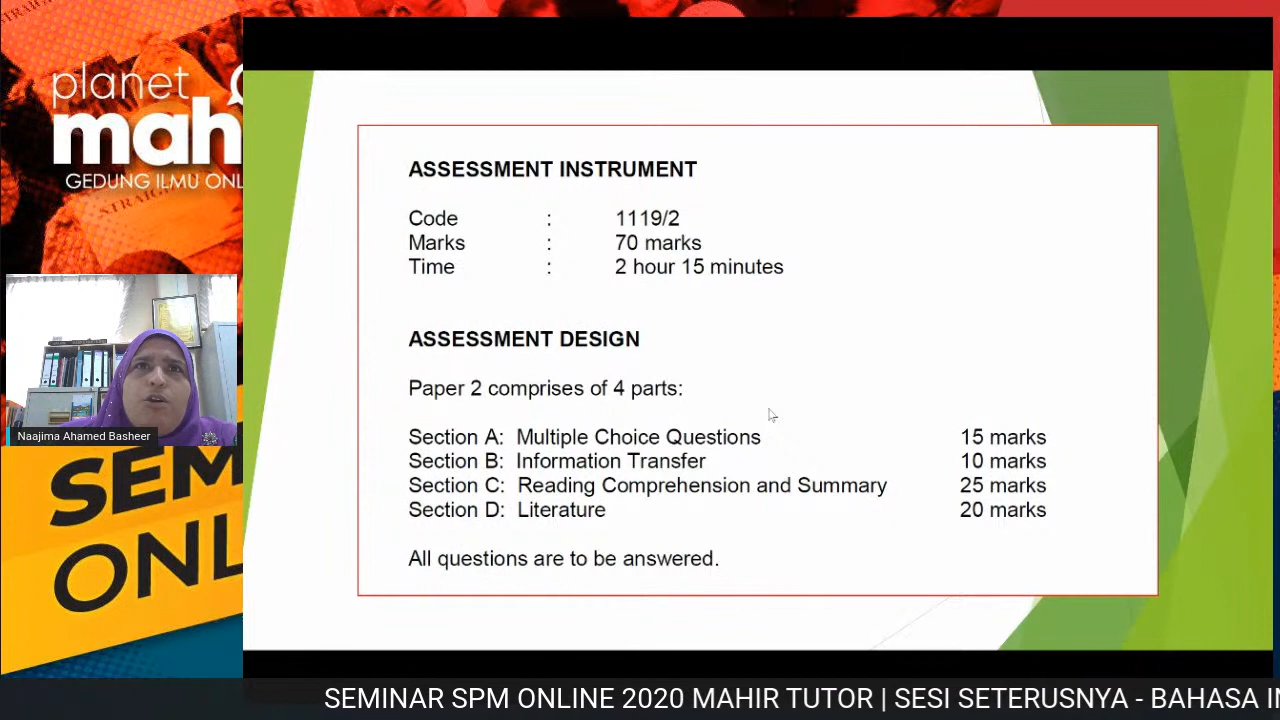 planet
mah
GEDUNG ILMU ONL
Naajima Ahamed Basheer
SEM
ONL
ASSESSMENT INSTRUMENT
Code : 1119/2
Marks : 70 marks
Time : 2 hour 15 minutes
ASSESSMENT DESIGN
Paper 2 comprises of 4 parts:
Section A: Multiple Choice Questions 15 marks
Section B: Information Transfer 10 marks
Section C: Reading Comprehension and Summary 25 marks
Section D: Literature 20 marks
All questions are to be answered.
SEMINAR SPM ONLINE 2020 MAHIR TUTOR | SESI SETERUSNYA - BAHASA IN